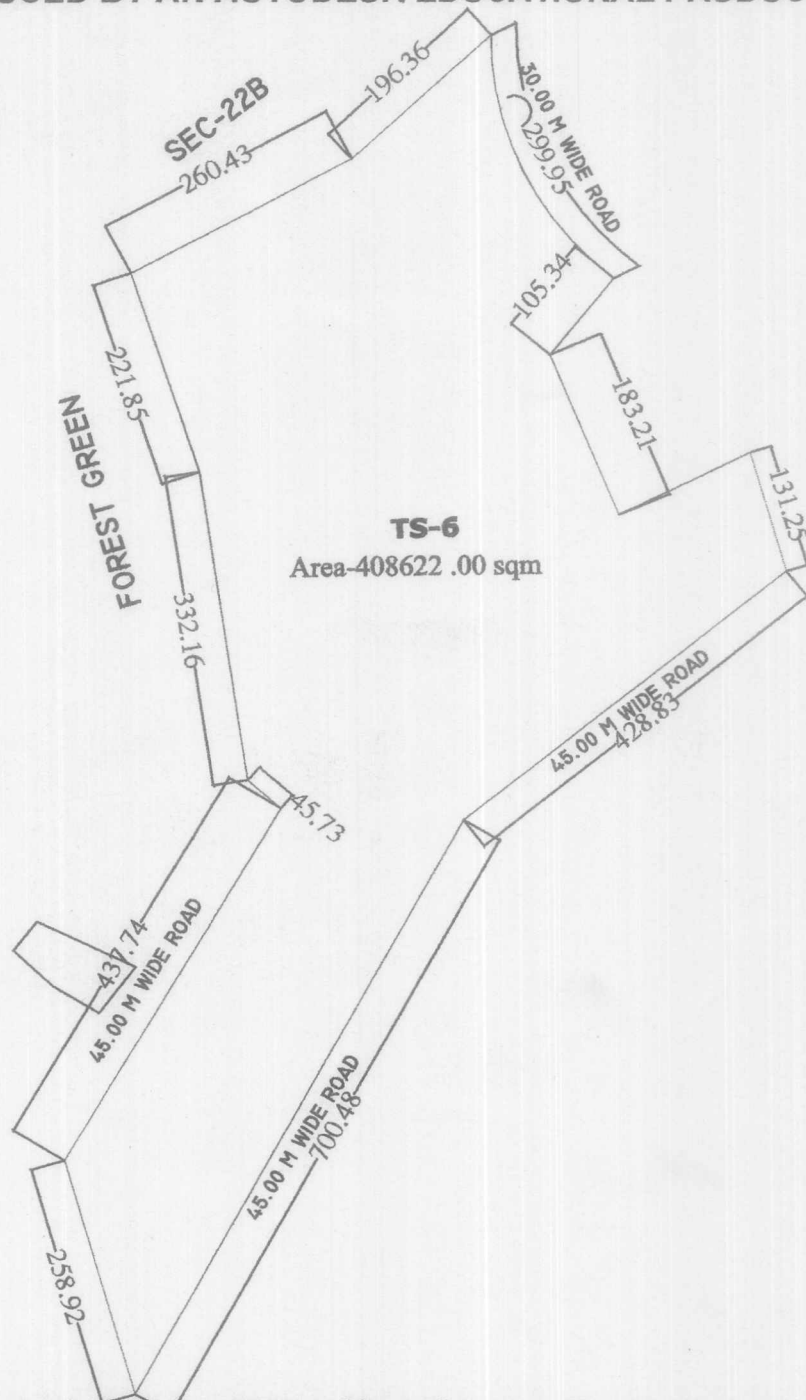 196.36
SEC-22B
260.43
30.00 M WIDE ROAD
299.95
105.34
221.85
183.21
FOREST GREEN
131.25
TS-6
Area-408622 .00 sqm
332.16
45.00 M WIDE ROAD
428.83
45.73
437.74
45.00 M WIDE ROAD
45.00 M WIDE ROAD
700.48
258.92